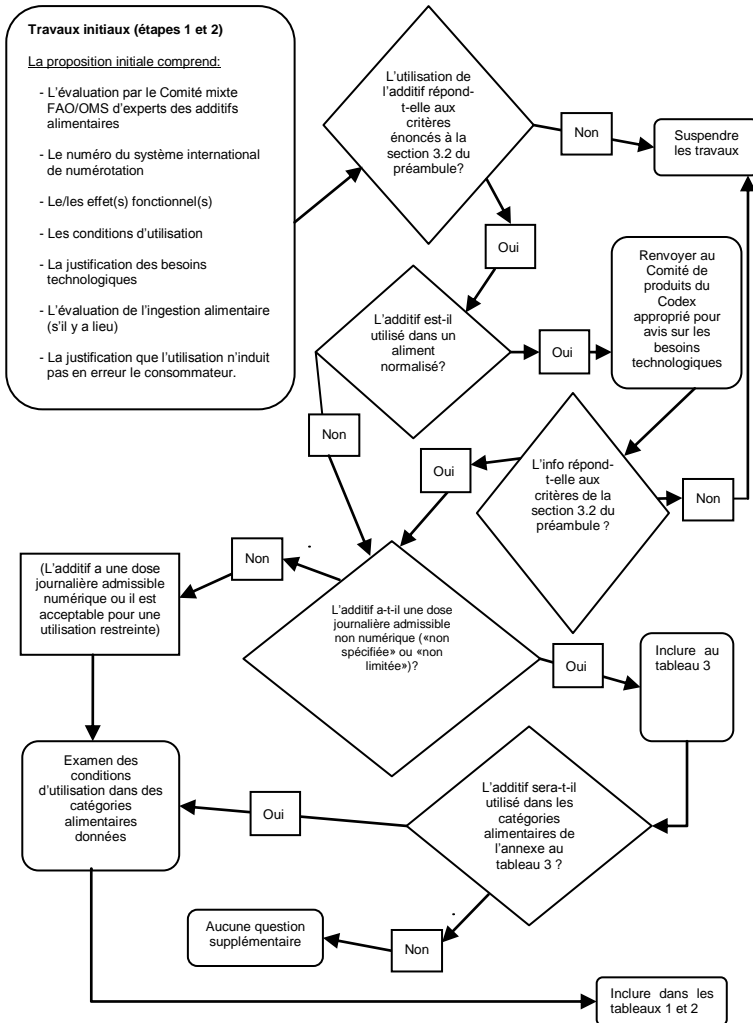 Travaux initiaux (étapes 1 et 2)
La proposition initiale comprend:
- L'évaluation par le Comité mixte
FAO/OMS d'experts des additifs
alimentaires
- Le numéro du système international
de numérotation
- Le/les effet(s) fonctionnel(s)
- Les conditions d'utilisation
- La justification des besoins
technologiques
- L'évaluation de l'ingestion alimentaire
(s'il y a lieu)
- La justification que l'utilisation n'induit
pas en erreur le consommateur.
L'utilisation de
l'additif répond-
t-elle aux
critères
énoncés à la
section 3.2 du
préambule?
Non
Suspendre
les travaux
Oui
L'additif est-il
utilisé dans un
aliment
normalisé?
Oui
Renvoyer au
Comité de
produits du
Codex
approprié pour
avis sur les
besoins
technologiques
Non
Oui
L'info répond-
t-elle aux
critères de la
section 3.2 du
préambule ?
Non
Non
(L'additif a une dose
journalière admissible
numérique ou il est
acceptable pour une
utilisation restreinte)
L'additif a-t-il une dose
journalière admissible
non numérique («non
spécifiée» ou «non
limitée»)?
Oui
Inclure au
tableau 3
Examen des
conditions
d'utilisation dans des
catégories
alimentaires
données
Oui
L'additif sera-t-il
utilisé dans les
catégories
alimentaires de
l'annexe au
tableau 3 ?
Aucune question
supplémentaire
Non
Inclure dans les
tableaux 1 et 2